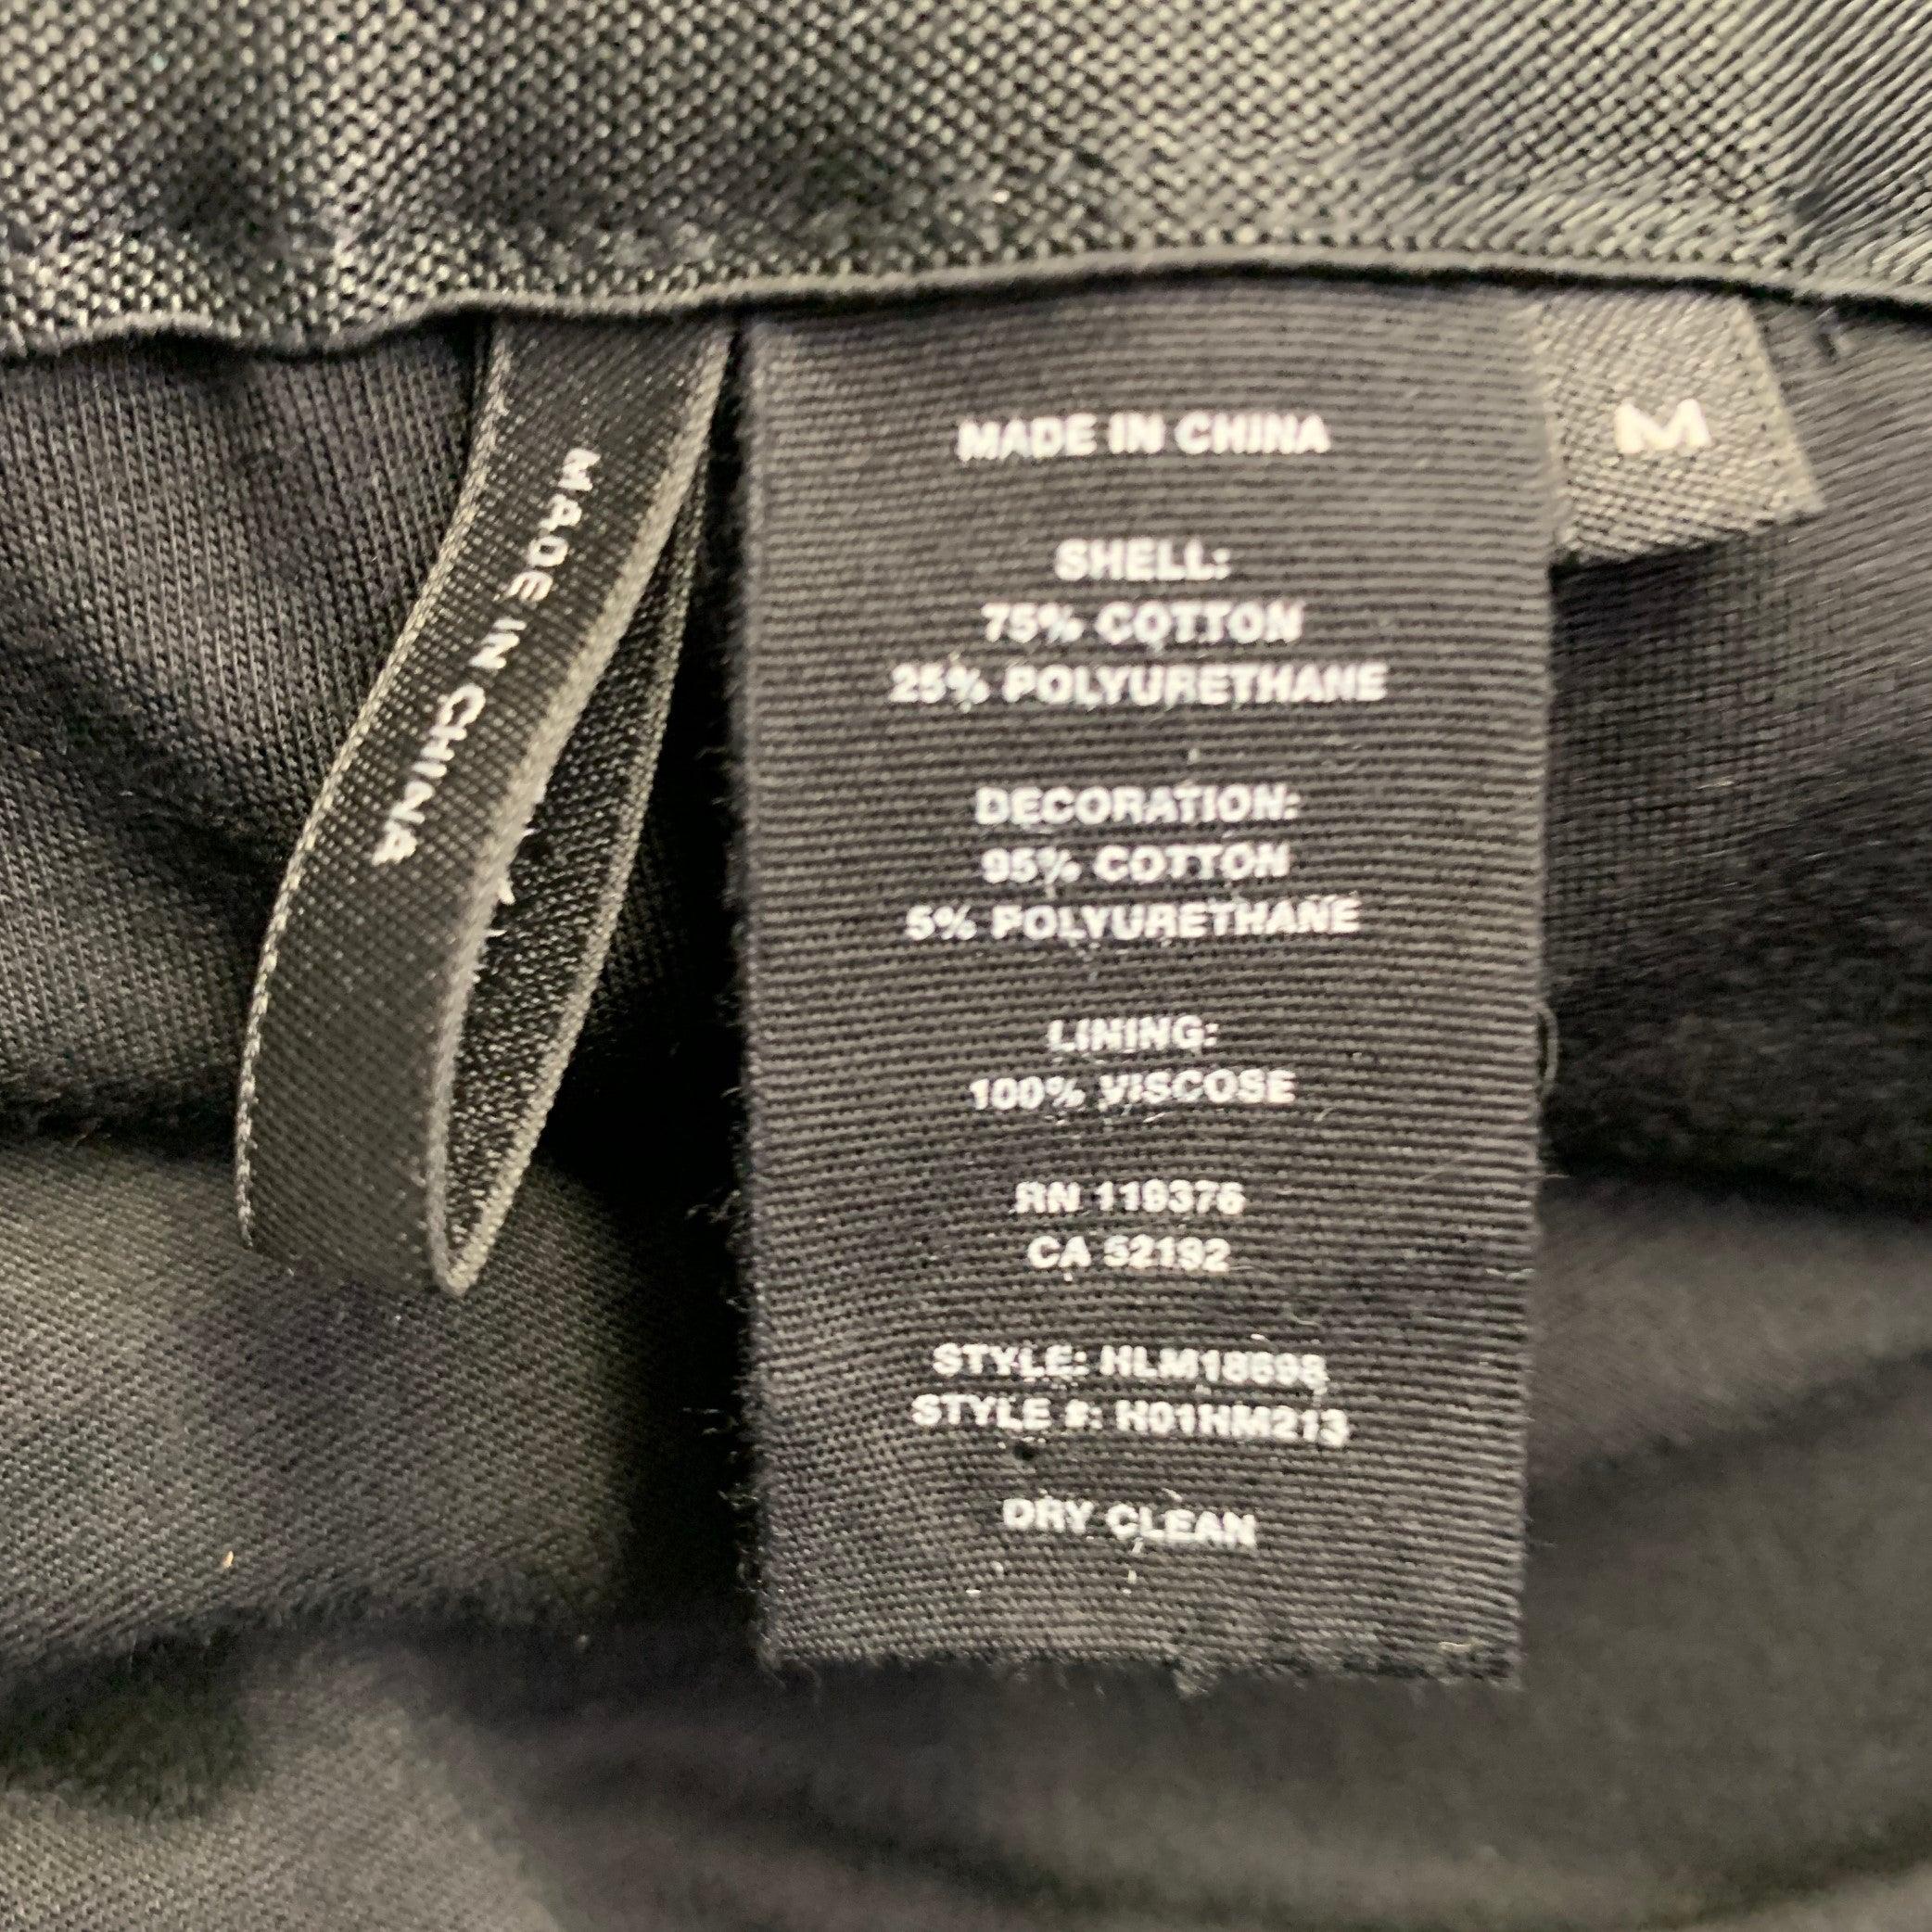 MADE IN CHINA
MADE IN CHINA
SHELL:
75% COTTON
25% POLYURETHANE
DECORATION:
95% COTTON
5% POLYURETHANE
LINING:
100% VISCOSE
RN 119376
CA 52192
STYLE: HLM18698
STYLE #: H01HM213
DRY CLEAN
M